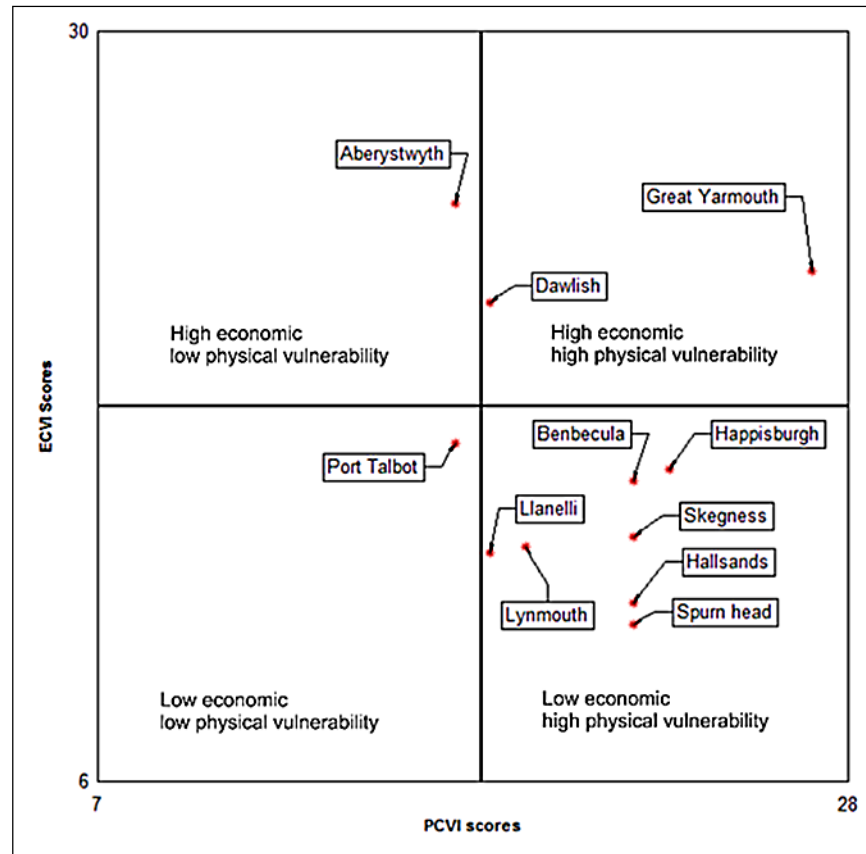 30
Aberystwyth
Great Yarmouth
Dawlish
High economic
low physical vulnerability
High economic
high physical vulnerability
ECVI Scores
Benbecula
Happisburgh
Port Talbot
Llanelli
Skegness
Hallsands
Lynmouth
Spurn head
Low economic
low physical vulnerability
Low economic
high physical vulnerability
6
7
28
PCVI scores